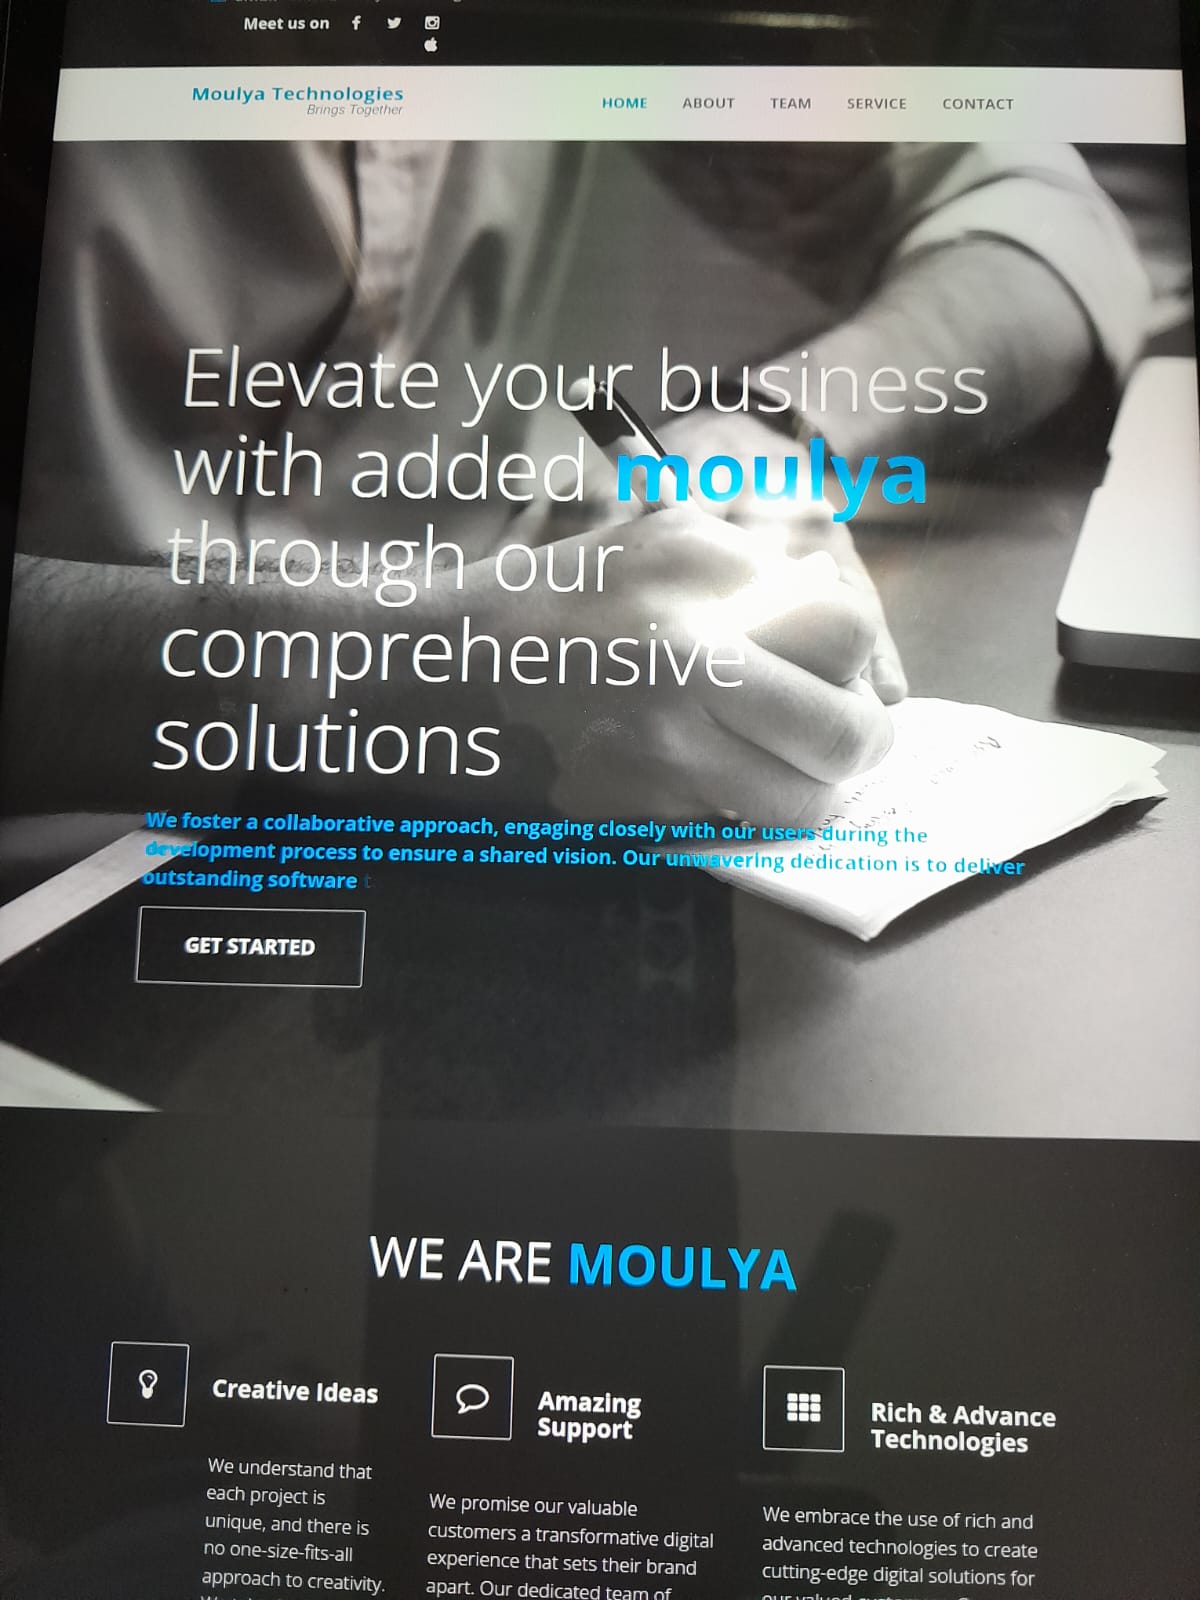 Meet us on
Moulya Technologies
Brings Together
HOME ABOUT TEAM SERVICE CONTACT
Elevate your business
with added moulya
through our
comprehensive
solutions
We foster a collaborative approach, engaging closely with our users during the
development process to ensure a shared vision. Our unwavering dedication is to deliver
outstanding software t
GET STARTED
WE ARE MOULYA
Creative Ideas
We understand that
each project is
unique, and there is
no one-size-fits-all
approach to creativity.
Amazing
Support
We promise our valuable
customers a transformative digital
experience that sets their brand
apart. Our dedicated team of
Rich & Advance
Technologies
We embrace the use of rich and
advanced technologies to create
cutting-edge digital solutions for